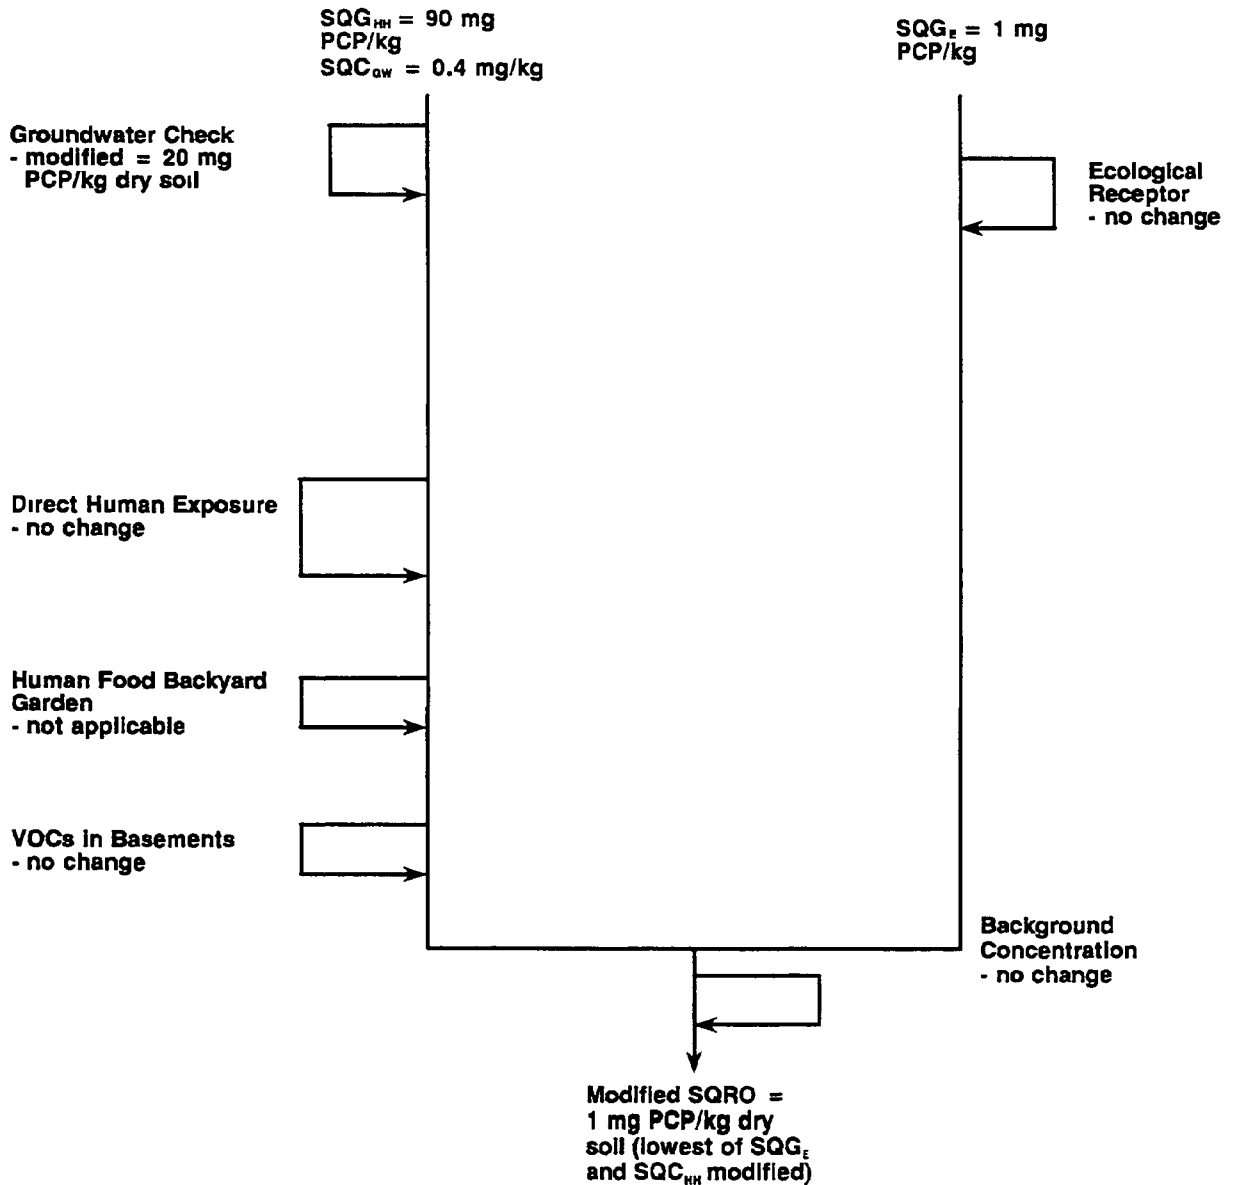 SQG_HH = 90 mg
PCP/kg
SQC_GW = 0.4 mg/kg
SQG_E = 1 mg
PCP/kg
Groundwater Check
- modified = 20 mg
PCP/kg dry soil
Ecological
Receptor
- no change
Direct Human Exposure
- no change
Human Food Backyard
Garden
- not applicable
VOCs in Basements
- no change
Background
Concentration
- no change
Modified SQRO =
1 mg PCP/kg dry
soil (lowest of SQG_E
and SQC_HH modified)